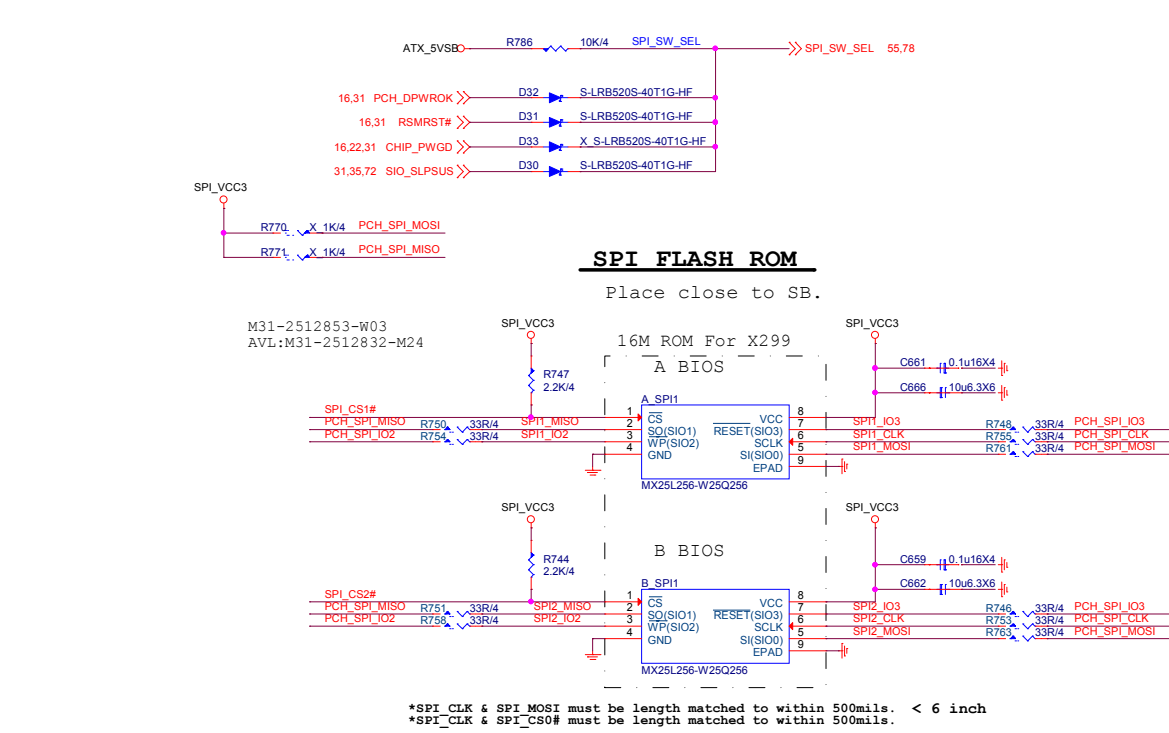 ATX_5VSB R786 10K/4 SPI_SW_SEL SPI_SW_SEL 55,78
16,31 PCH_DPWROK D32 S-LRB520S-40T1G-HF
16,31 RSMRST# D31 S-LRB520S-40T1G-HF
16,22,31 CHIP_PWGD D33 X_S-LRB520S-40T1G-HF
31,35,72 SIO_SLPSUS D30 S-LRB520S-40T1G-HF
SPI_VCC3
R770 X_1K/4 PCH_SPI_MOSI
R771 X_1K/4 PCH_SPI_MISO
SPI FLASH ROM
Place close to SB.
M31-2512853-W03
AVL:M31-2512832-M24
SPI_VCC3
SPI_VCC3
16M ROM For X299
A BIOS
R747
2.2K/4
C661 0.1u16X4
C666 10u6.3X6
A_SPI1
SPI_CS1# 1 CS VCC 8
PCH_SPI_MISO R750 33R/4 SPI1_MISO 2 SO(SIO1) RESET(SIO3) 7 SPI1_IO3 R748 33R/4 PCH_SPI_IO3
PCH_SPI_IO2 R754 33R/4 SPI1_IO2 3 WP(SIO2) SCLK 6 SPI1_CLK R755 33R/4 PCH_SPI_CLK
4 GND SI(SIO0) 5 SPI1_MOSI R761 33R/4 PCH_SPI_MOSI
EPAD 9
MX25L256-W25Q256
SPI_VCC3
SPI_VCC3
B BIOS
R744
2.2K/4
C659 0.1u16X4
C662 10u6.3X6
B_SPI1
SPI_CS2# 1 CS VCC 8
PCH_SPI_MISO R751 33R/4 SPI2_MISO 2 SO(SIO1) RESET(SIO3) 7 SPI2_IO3 R746 33R/4 PCH_SPI_IO3
PCH_SPI_IO2 R758 33R/4 SPI2_IO2 3 WP(SIO2) SCLK 6 SPI2_CLK R753 33R/4 PCH_SPI_CLK
4 GND SI(SIO0) 5 SPI2_MOSI R763 33R/4 PCH_SPI_MOSI
EPAD 9
MX25L256-W25Q256
*SPI_CLK & SPI_MOSI must be length matched to within 500mils. < 6 inch
*SPI_CLK & SPI_CS0# must be length matched to within 500mils.